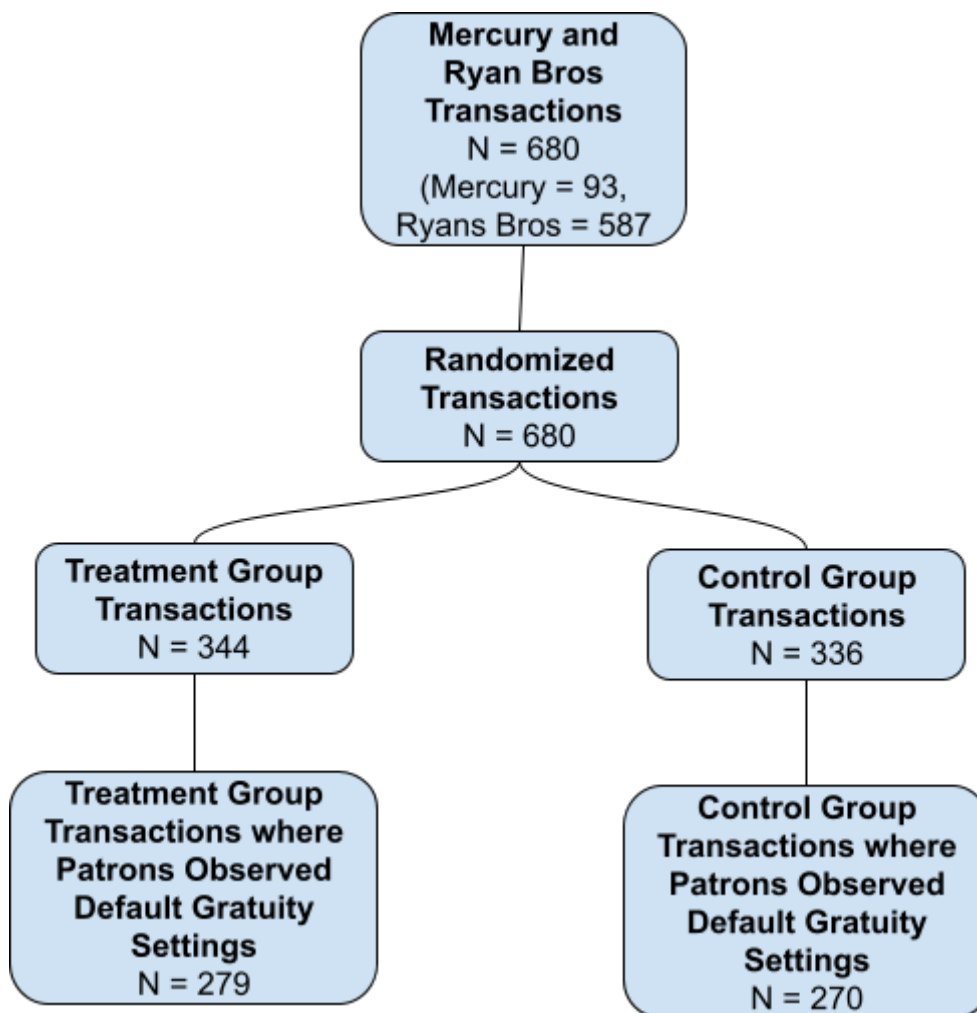 Mercury and
Ryan Bros
Transactions
N = 680
(Mercury = 93,
Ryans Bros = 587
Randomized
Transactions
N = 680
Treatment Group
Transactions
N = 344
Control Group
Transactions
N = 336
Treatment Group
Transactions where
Patrons Observed
Default Gratuity
Settings
N = 279
Control Group
Transactions where
Patrons Observed
Default Gratuity
Settings
N = 270